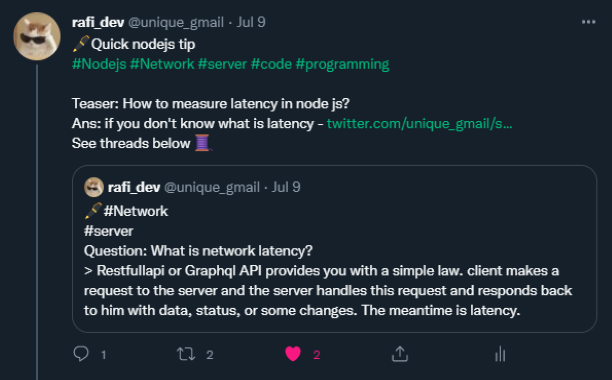 rafi_dev @unique_gmail · Jul 9
🖌️Quick nodejs tip
#Nodejs #Network #server #code #programming
Teaser: How to measure latency in node js?
Ans: if you don't know what is latency - twitter.com/unique_gmail/s...
See threads below 🧵
rafi_dev @unique_gmail · Jul 9
🖌️#Network
#server
Question: What is network latency?
> Restfullapi or Graphql API provides you with a simple law. client makes a
request to the server and the server handles this request and responds back
to him with data, status, or some changes. The meantime is latency.
1 2 2